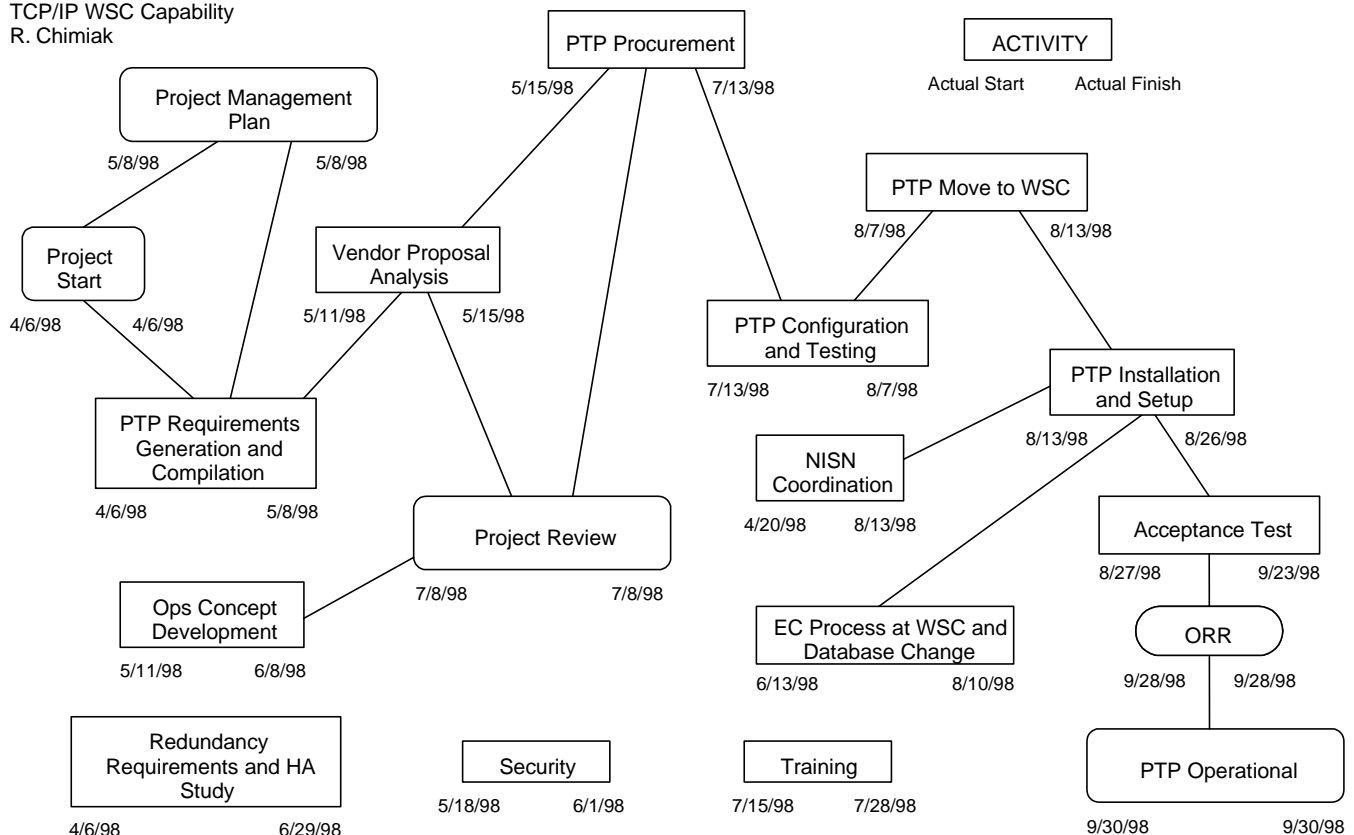 TCP/IP WSC Capability
R. Chimiak
PTP Procurement
5/15/98
7/13/98
ACTIVITY
Actual Start
Actual Finish
Project Management
Plan
5/8/98
5/8/98
PTP Move to WSC
8/7/98
8/13/98
Project
Start
4/6/98
4/6/98
Vendor Proposal
Analysis
5/11/98
5/15/98
PTP Configuration
and Testing
7/13/98
8/7/98
PTP Installation
and Setup
8/13/98
8/26/98
PTP Requirements
Generation and
Compilation
4/6/98
5/8/98
NISN
Coordination
4/20/98
8/13/98
Project Review
7/8/98
7/8/98
Acceptance Test
8/27/98
9/23/98
Ops Concept
Development
5/11/98
6/8/98
EC Process at WSC and
Database Change
6/13/98
8/10/98
ORR
9/28/98
9/28/98
Redundancy
Requirements and HA
Study
4/6/98
6/29/98
Security
5/18/98
6/1/98
Training
7/15/98
7/28/98
PTP Operational
9/30/98
9/30/98